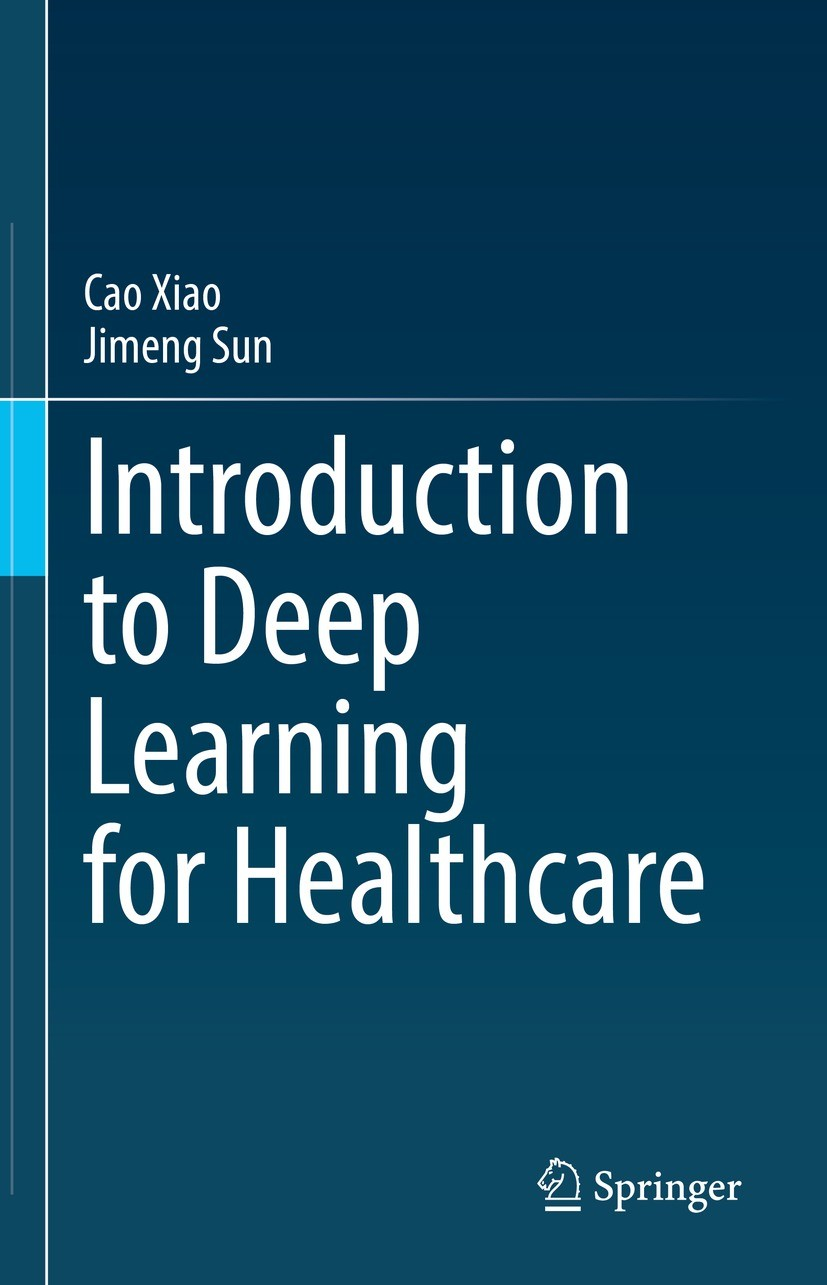 Cao Xiao
Jimeng Sun
Introduction
to Deep
Learning
for Healthcare
Springer